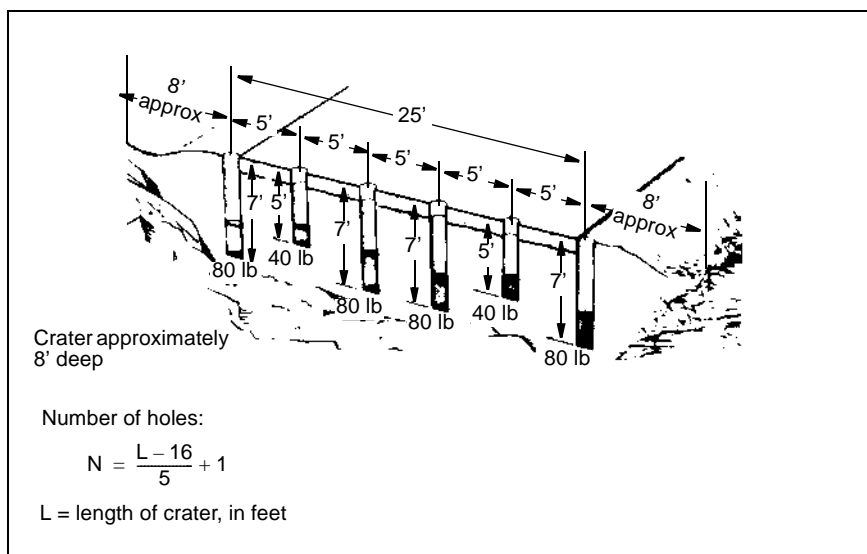 8’
approx
25’
5’
5’
5’
5’
5’
8’
approx
7’
5’
7’
7’
5’
7’
80 lb
40 lb
80 lb
80 lb
40 lb
80 lb
Crater approximately
8’ deep
Number of holes:
N = (L – 16)/5 + 1
L = length of crater, in feet